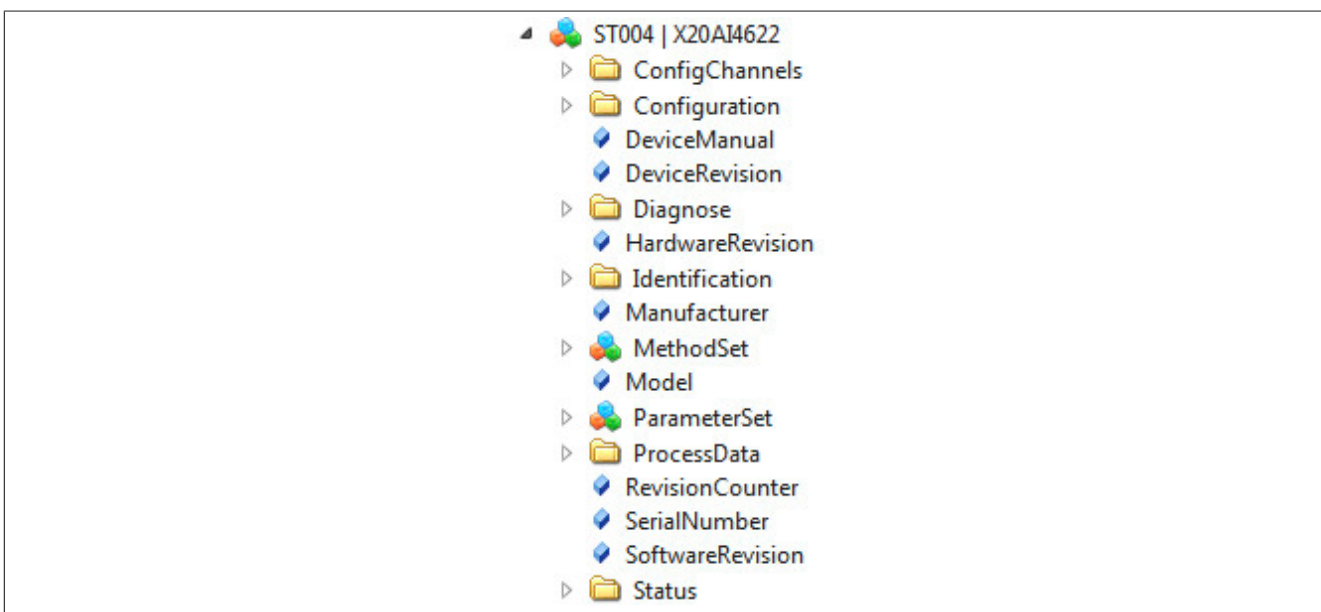 ST004 | X20AI4622
ConfigChannels
Configuration
DeviceManual
DeviceRevision
Diagnose
HardwareRevision
Identification
Manufacturer
MethodSet
Model
ParameterSet
ProcessData
RevisionCounter
SerialNumber
SoftwareRevision
Status